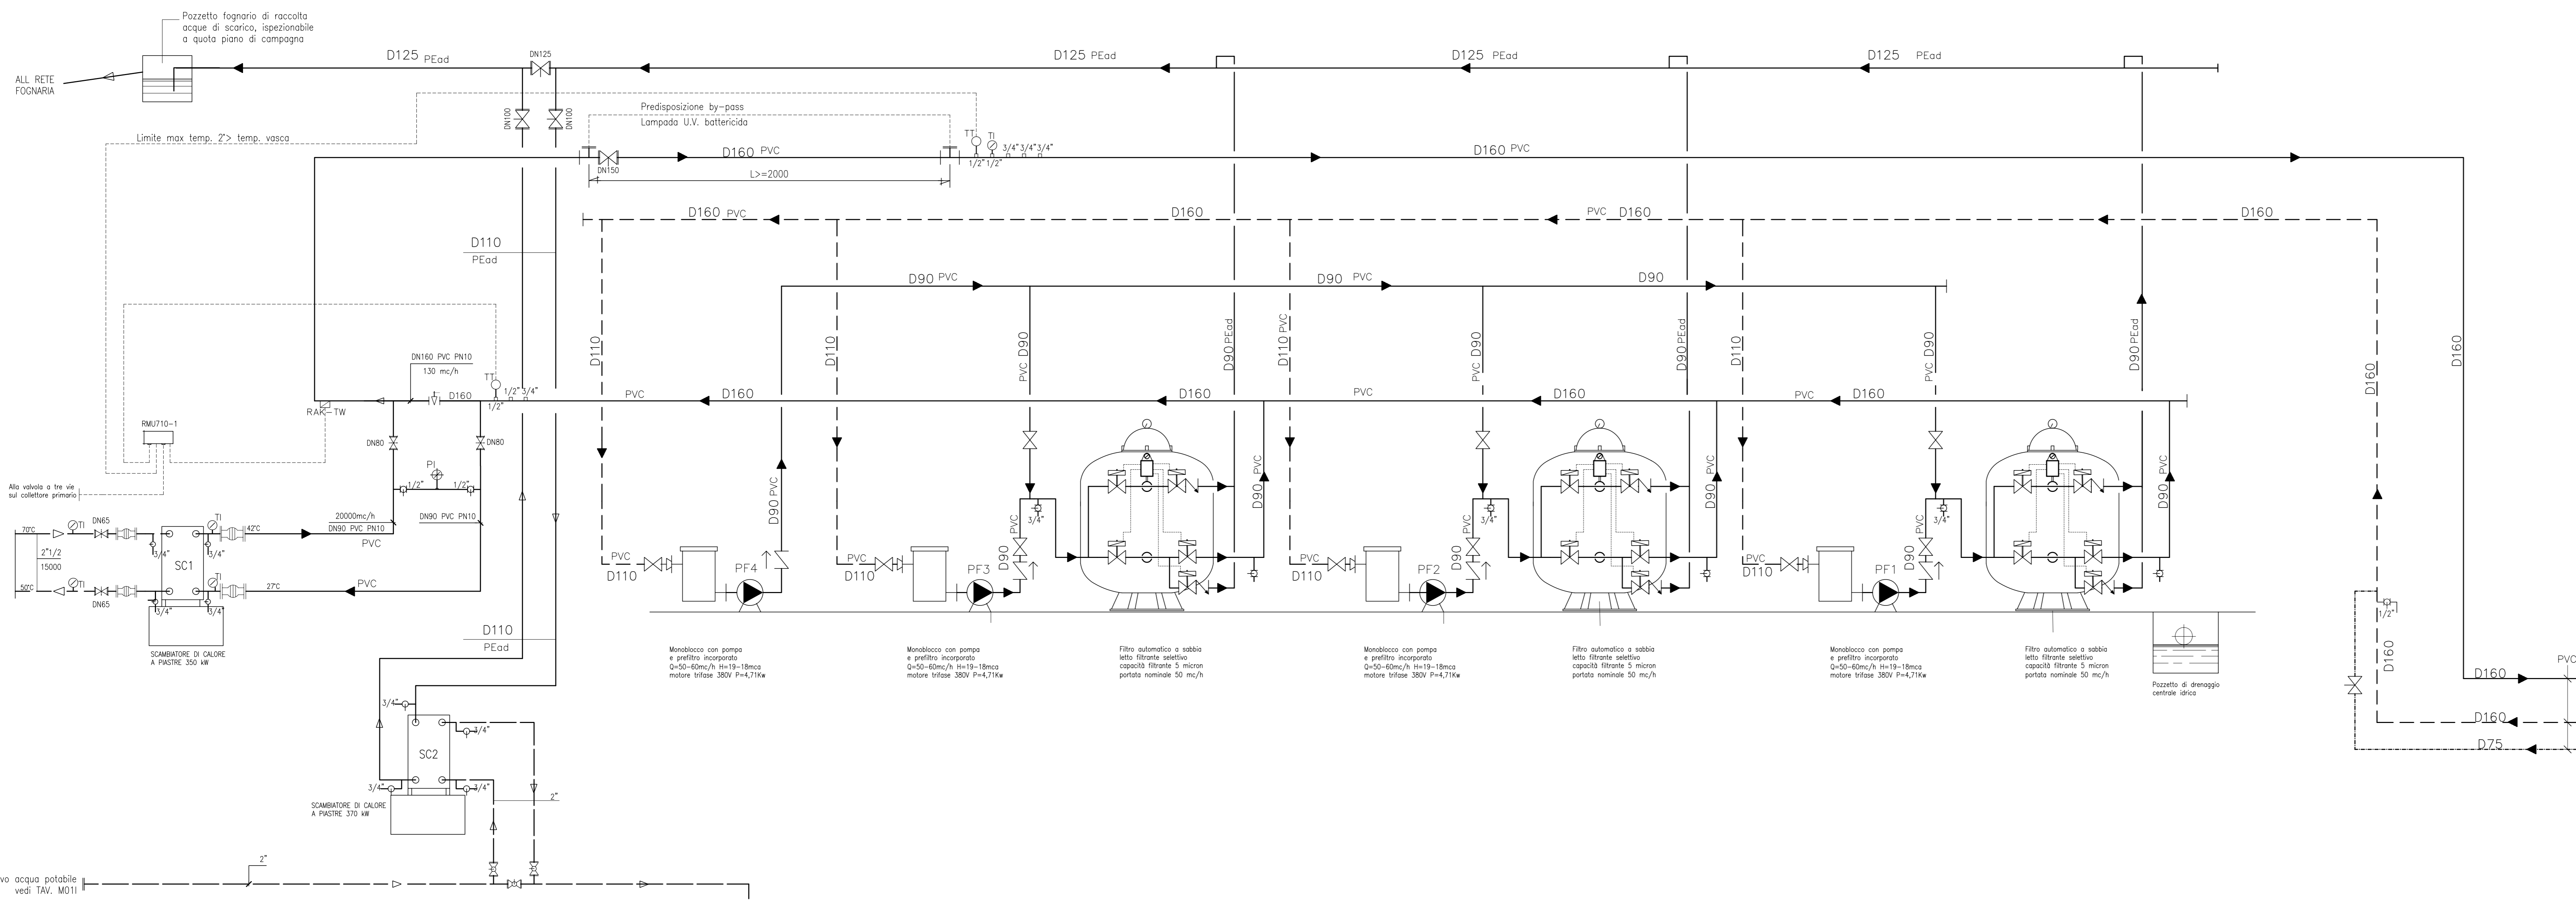 Pozzetto fognario di raccolta
acque di scarico, ispezionabile
a quota piano di campagna
ALL RETE
FOGNARIA
D125 PEad
DN125
D125 PEad
D125 PEad
D125 PEad
DN100
DN100
Predisposizione by-pass
Lampada U.V. battericida
Limite max temp. 2°> temp. vasca
TT
TI
3/4" 3/4" 3/4"
1/2" 1/2"
D160 PVC
DN150
L>=2000
D160 PVC
D160 PVC
D160
PVC D160
D160
D110
PEad
D90 PVC
D90 PVC
D90
D110
D110
PVC D90
D90 PEad
D110 PVC
PVC D90
D90 PEad
D110
PVC D90
D90 PEad
D160
D160
DN160 PVC PN10
130 mc/h
TT
1/2" 3/4"
D160
1/2"
PVC
D160
D160
PVC
D160
PVC
D160
RAK-TW
RMU710-1
DN80
DN80
PI
1/2"
1/2"
Alla valvola a tre vie
sul collettore primario
20000mc/h
DN90 PVC PN10
DN90 PVC PN10
PVC
70°C
TI
DN65
TI
42°C
3/4"
3/4"
2"1/2
15000
SC1
50°C
TI
DN65
TI
27°C
PVC
3/4"
3/4"
SCAMBIATORE DI CALORE
A PIASTRE 350 kW
D110
PEad
D90 PVC
PVC
D110
PF4
PVC
D110
PF3
D90
PVC
3/4"
D90 PVC
PVC
D110
PF2
D90
PVC
3/4"
D90 PVC
PVC
D110
PF1
D90
PVC
3/4"
D90 PVC
Monoblocco con pompa
e prefiltro incorporato
Q=50-60mc/h H=19-18mca
motore trifase 380V P=4,71Kw
Monoblocco con pompa
e prefiltro incorporato
Q=50-60mc/h H=19-18mca
motore trifase 380V P=4,71Kw
Filtro automatico a sabbia
letto filtrante selettivo
capacità filtrante 5 micron
portata nominale 50 mc/h
Monoblocco con pompa
e prefiltro incorporato
Q=50-60mc/h H=19-18mca
motore trifase 380V P=4,71Kw
Filtro automatico a sabbia
letto filtrante selettivo
capacità filtrante 5 micron
portata nominale 50 mc/h
Monoblocco con pompa
e prefiltro incorporato
Q=50-60mc/h H=19-18mca
motore trifase 380V P=4,71Kw
Filtro automatico a sabbia
letto filtrante selettivo
capacità filtrante 5 micron
portata nominale 50 mc/h
Pozzetto di drenaggio
centrale idrica
1/2"
D160
PVC
D160
D160
D75
3/4"
3/4"
SC2
3/4"
3/4"
SCAMBIATORE DI CALORE
A PIASTRE 370 kW
2"
2"
vo acqua potabile
vedi TAV. M01I